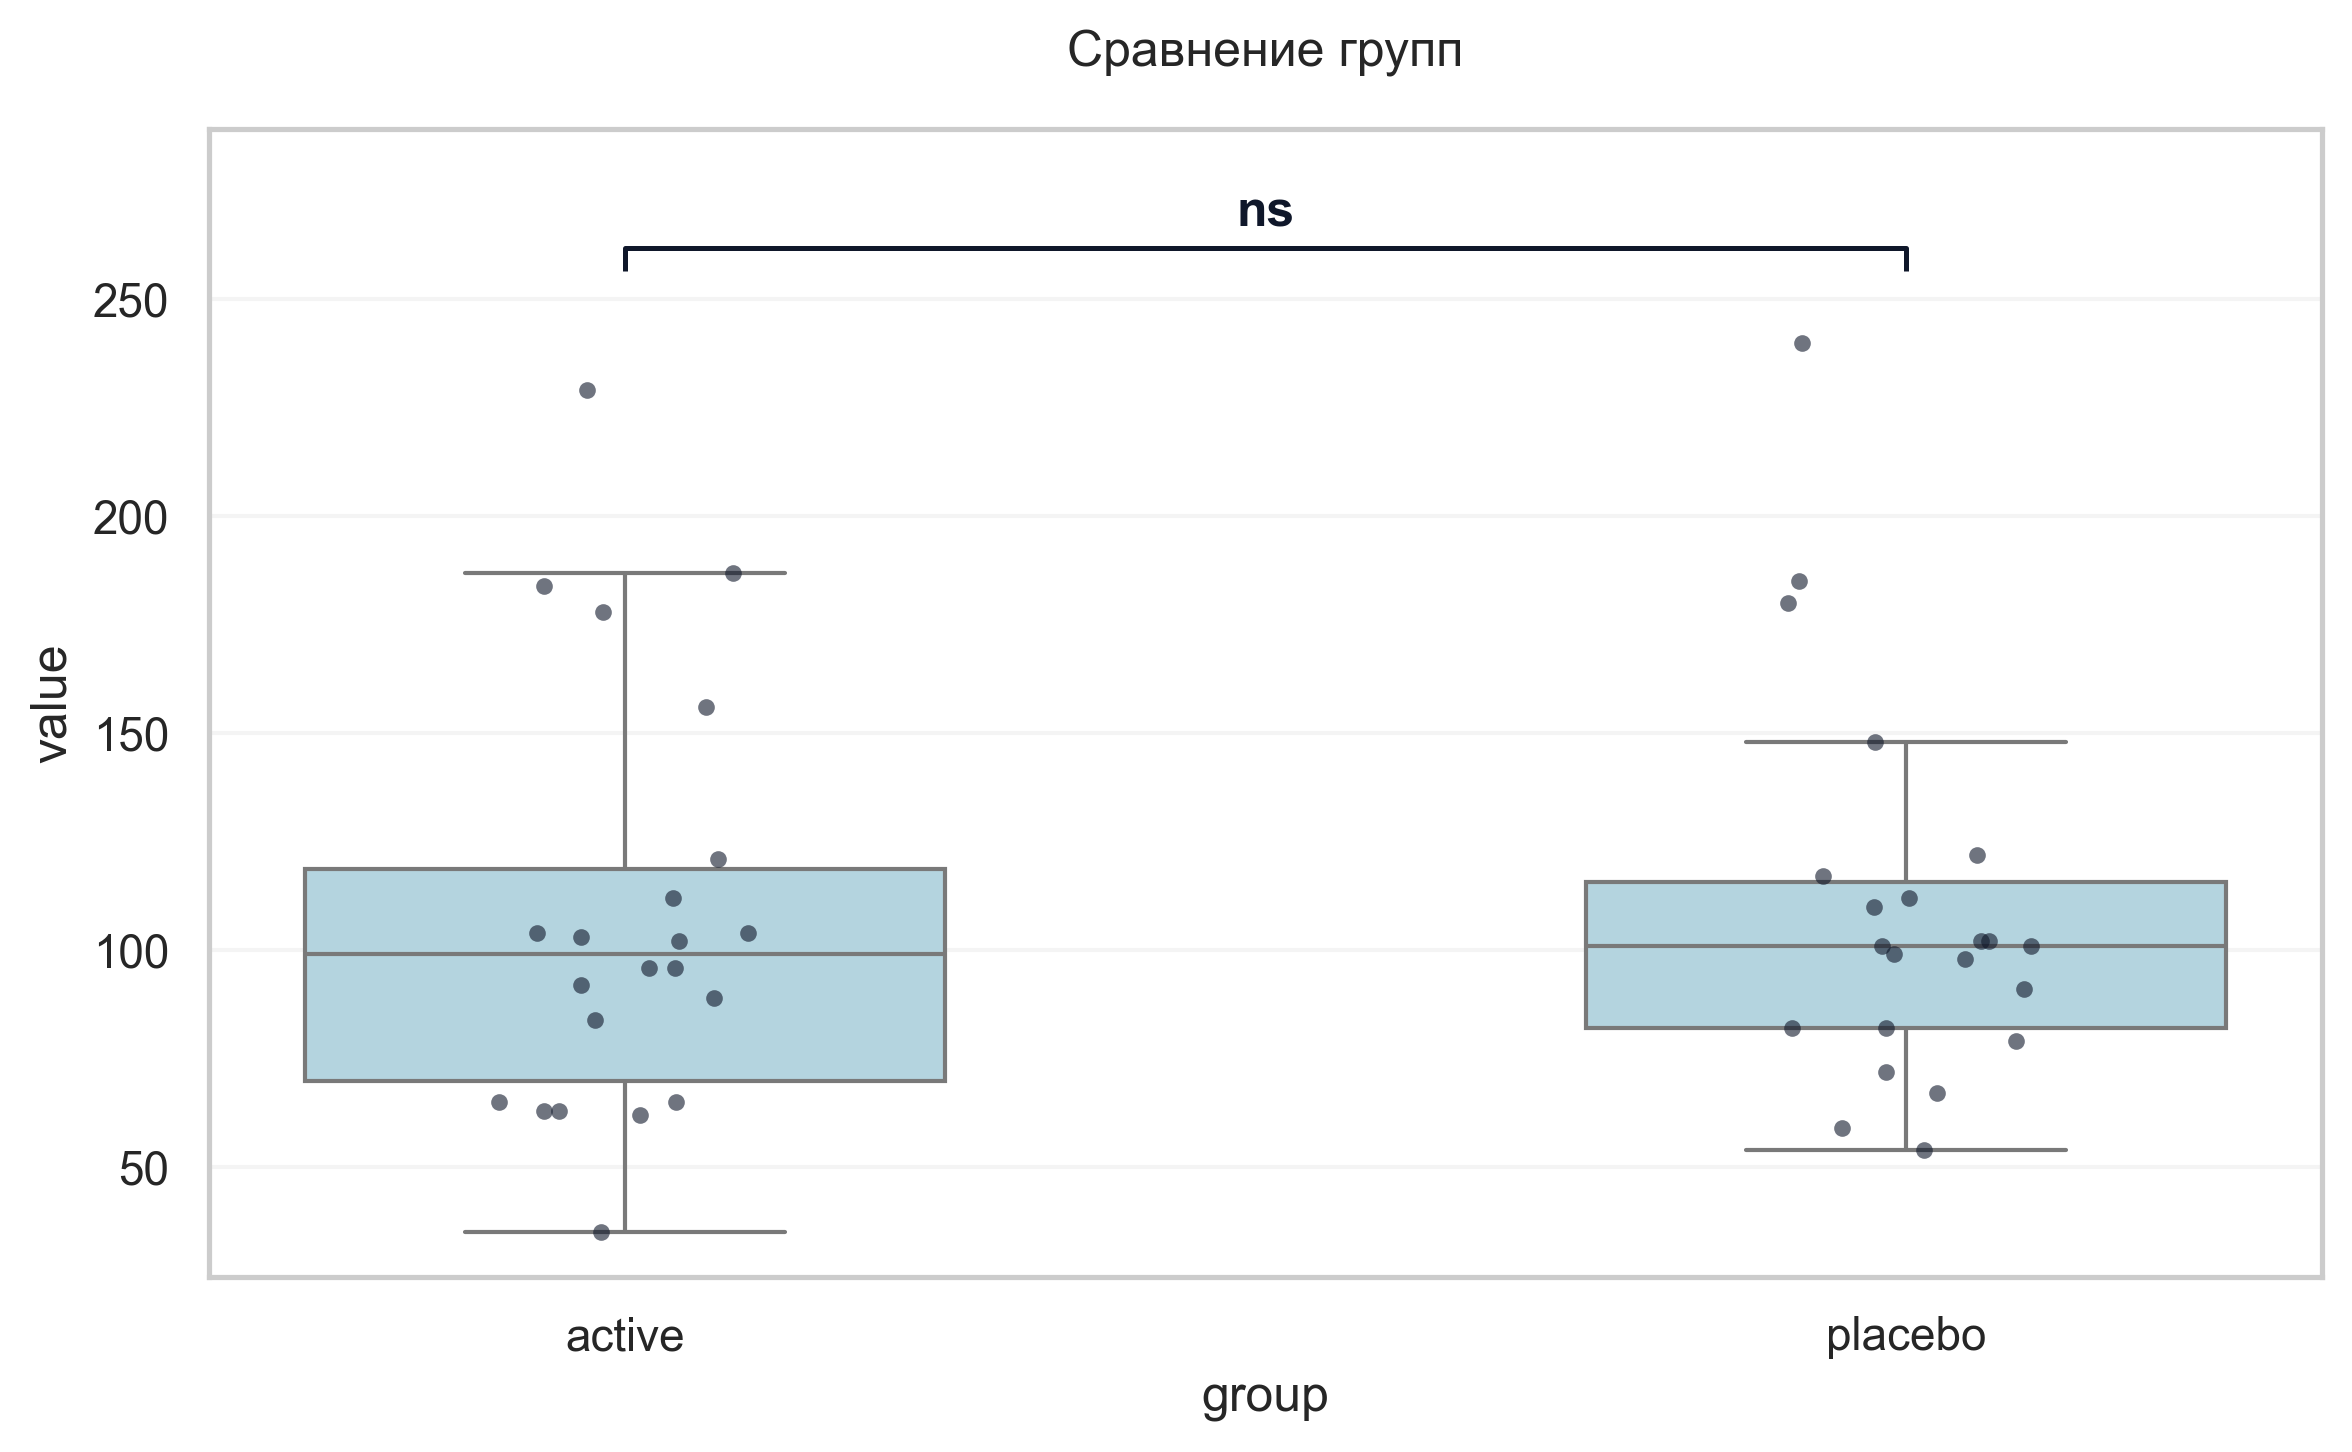 Сравнение групп
ns
250
200
150
100
50
value
active
placebo
group